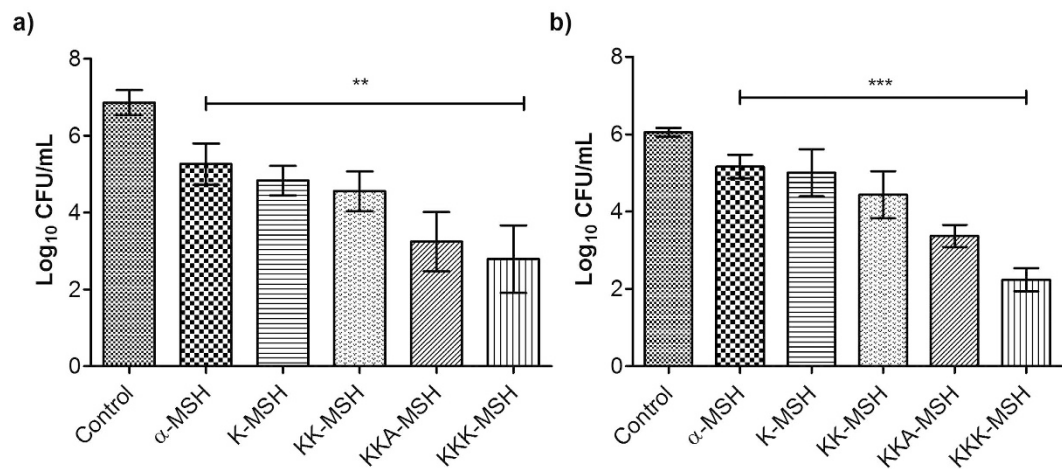 a)
Log10 CFU/mL
8
6
4
2
0
**
Control
α-MSH
K-MSH
KK-MSH
KKA-MSH
KKK-MSH
b)
Log10 CFU/mL
8
6
4
2
0
***
Control
α-MSH
K-MSH
KK-MSH
KKA-MSH
KKK-MSH